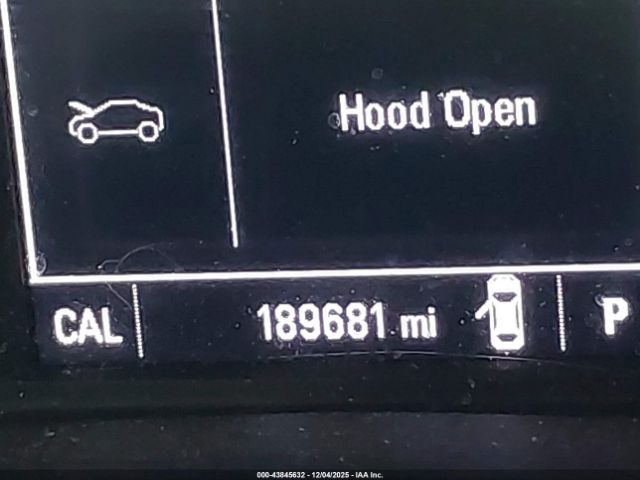 Hood Open
CAL 189681 mi P
000-43845632 - 12/04/2025 - IAA Inc.